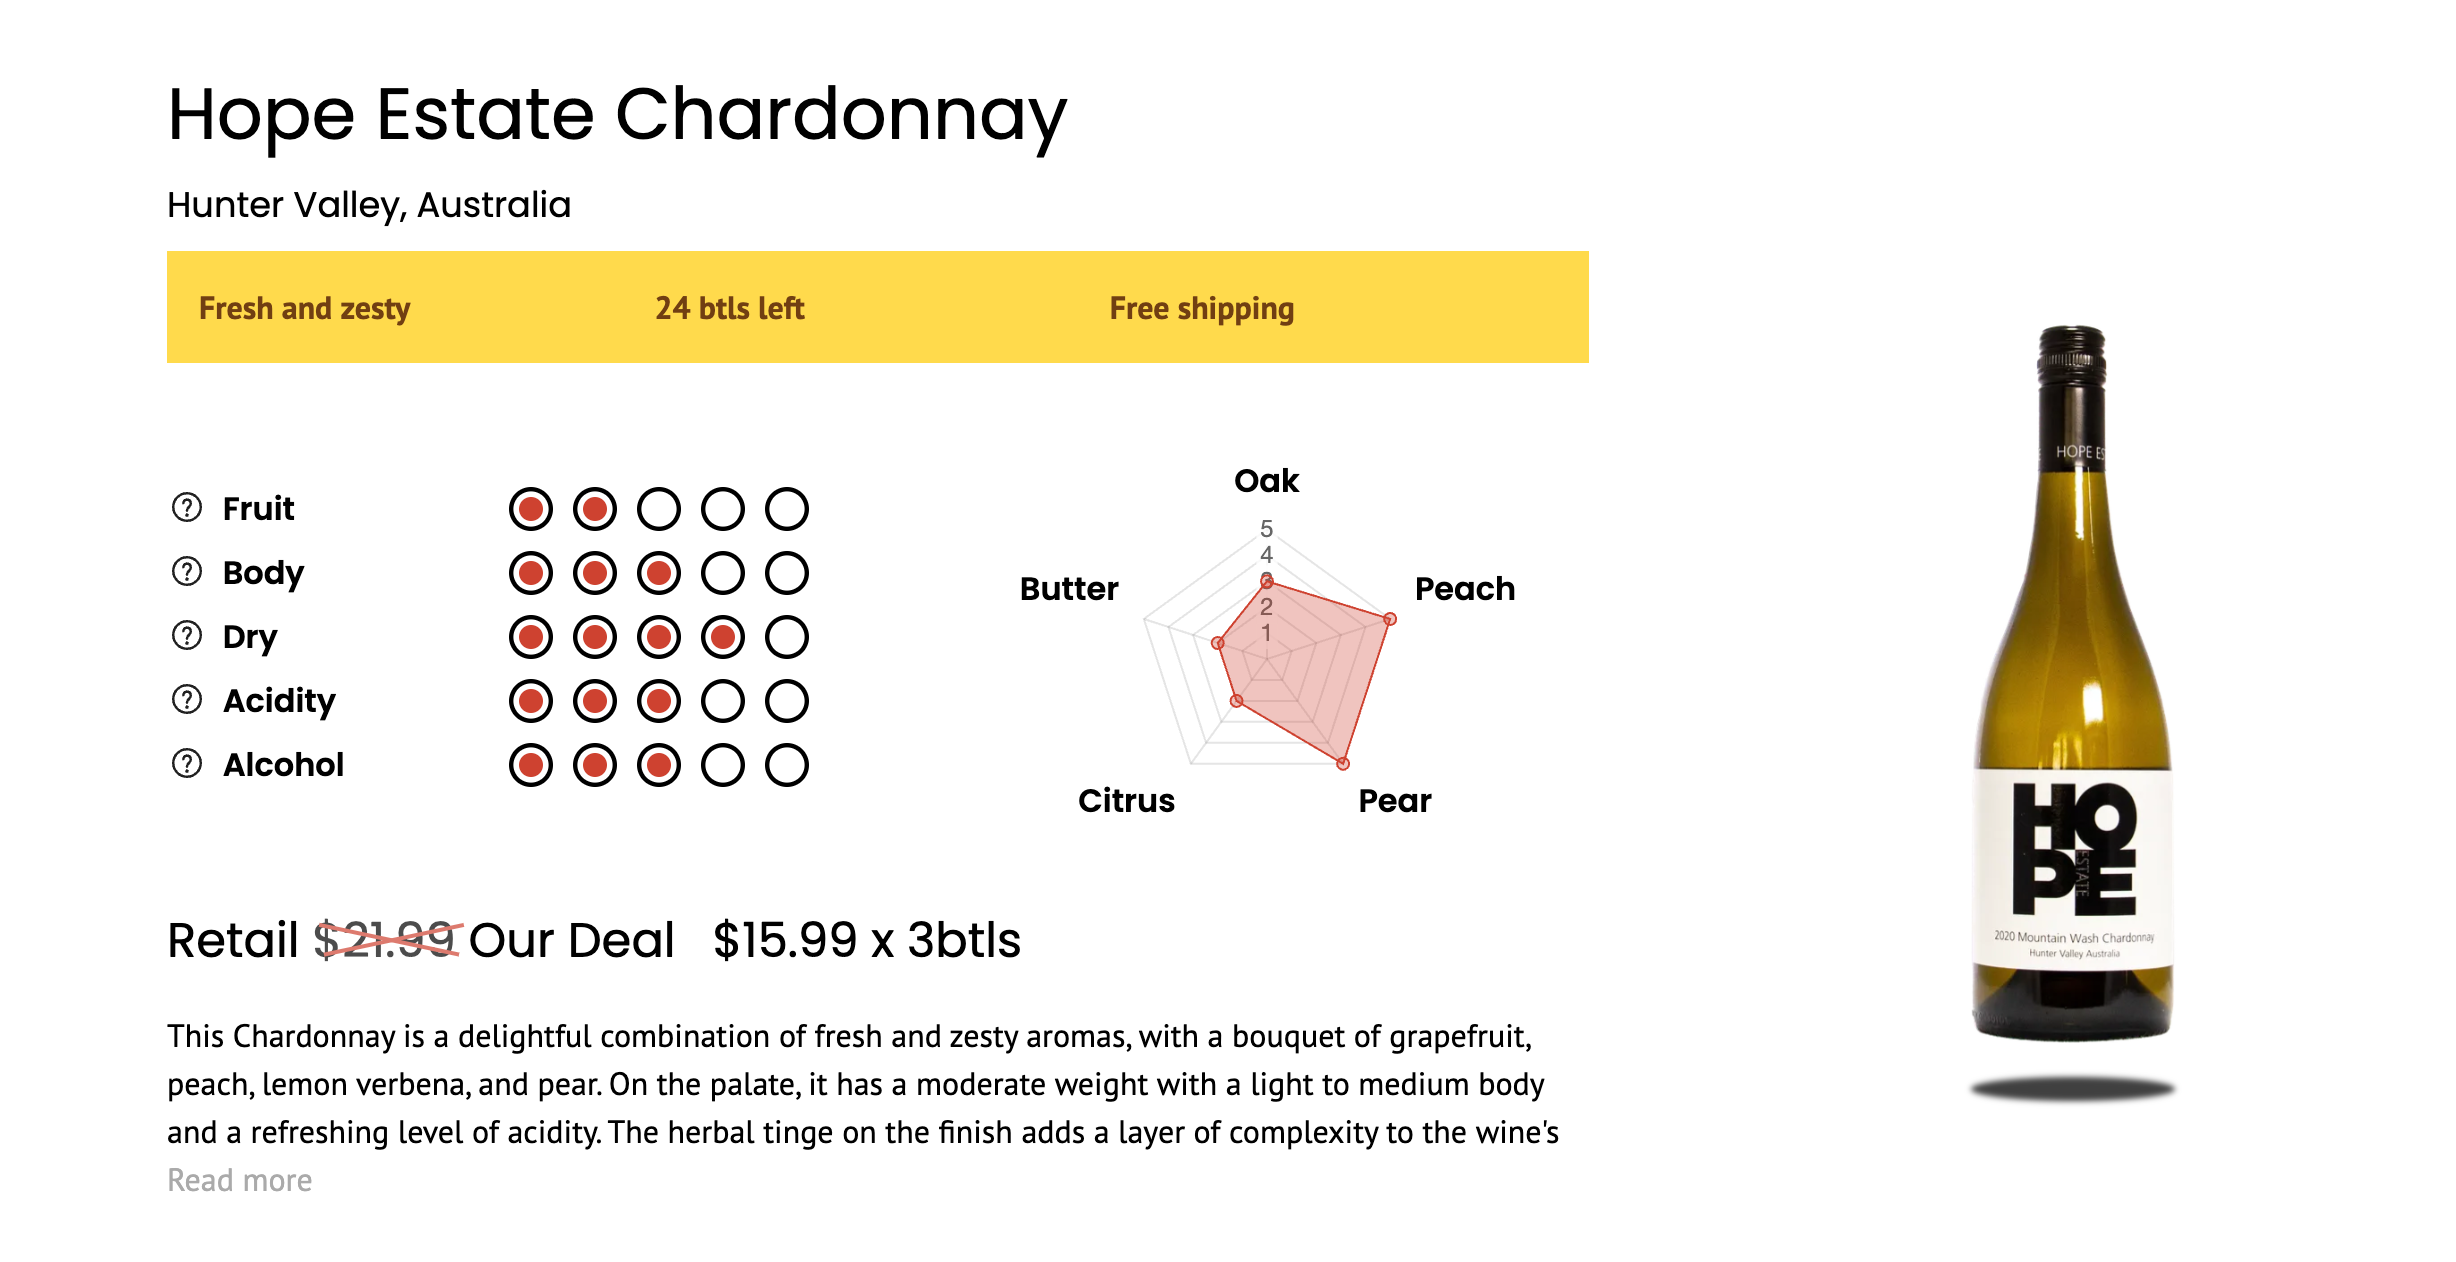 Hope Estate Chardonnay
Hunter Valley, Australia
Fresh and zesty 24 btls left Free shipping
? Fruit
? Body
? Dry
? Acidity
? Alcohol
Oak
5
4
3
2
1
Butter
Peach
Citrus
Pear
Retail $21.99 Our Deal $15.99 x 3btls
This Chardonnay is a delightful combination of fresh and zesty aromas, with a bouquet of grapefruit,
peach, lemon verbena, and pear. On the palate, it has a moderate weight with a light to medium body
and a refreshing level of acidity. The herbal tinge on the finish adds a layer of complexity to the wine's
Read more
HOPE ES
HO
PE
ESTATE
2020 Mountain Wash Chardonnay
Hunter Valley Australia